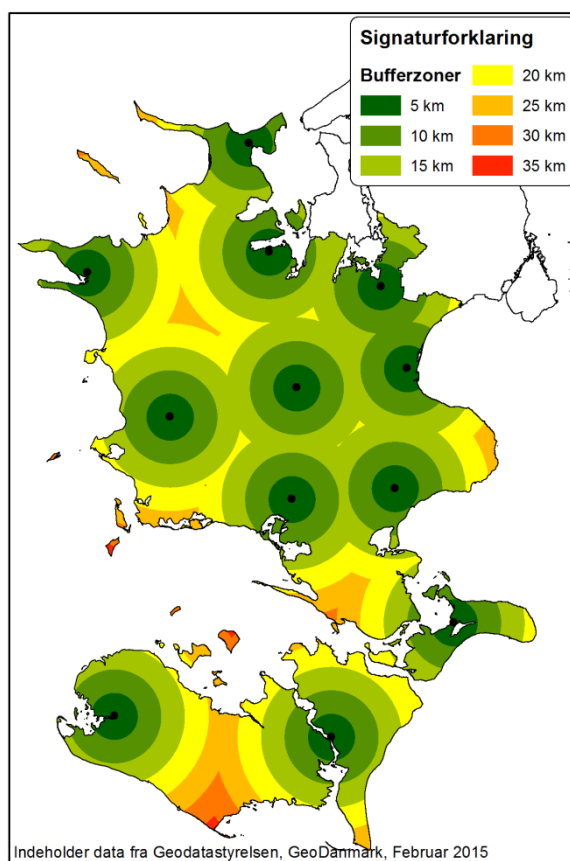 Signaturforklaring
Bufferzoner
5 km
10 km
15 km
20 km
25 km
30 km
35 km
Indeholder data fra Geodatastyrelsen, GeoDanmark, Februar 2015